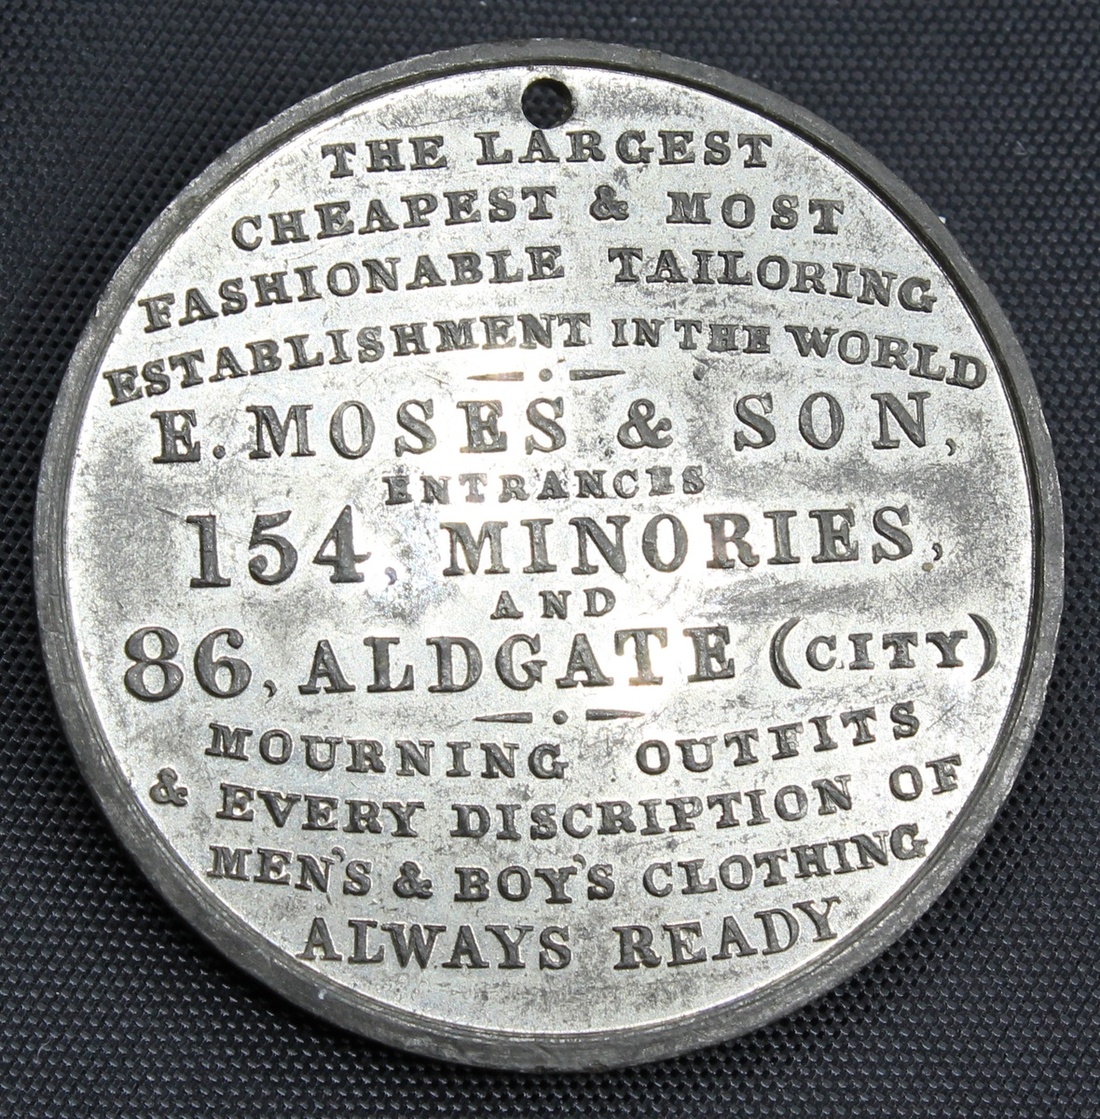 THE LARGEST
CHEAPEST & MOST
FASHIONABLE TAILORING
ESTABLISHMENT IN THE WORLD
E. MOSES & SON,
ENTRANCES
154, MINORIES,
AND
86, ALDGATE (CITY)
MOURNING OUTFITS
& EVERY DISCRIPTION OF
MEN'S & BOY'S CLOTHING
ALWAYS READY